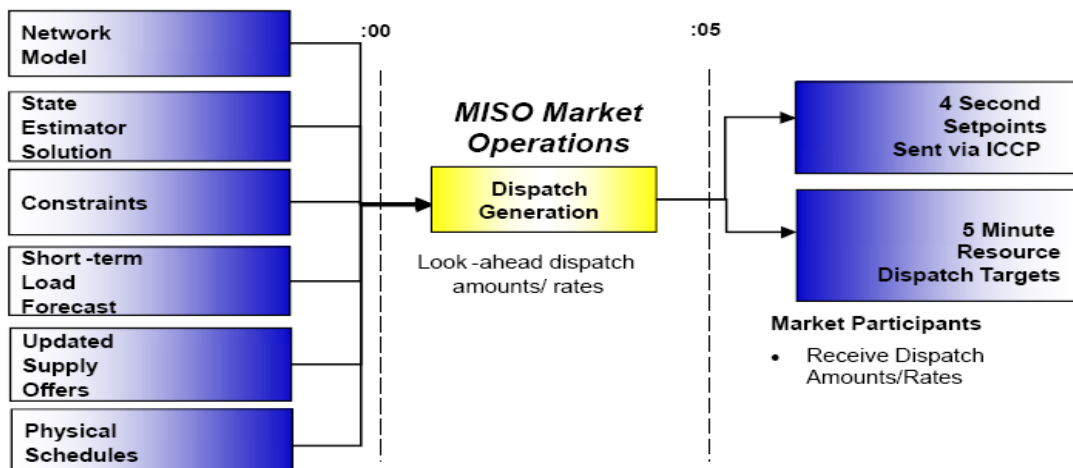 Network
Model
State
Estimator
Solution
Constraints
Short -term
Load
Forecast
Updated
Supply
Offers
Physical
Schedules
:00
MISO Market
Operations
Dispatch
Generation
Look -ahead dispatch
amounts/ rates
:05
4 Second
Setpoints
Sent via ICCP
5 Minute
Resource
Dispatch Targets
Market Participants
• Receive Dispatch
Amounts/Rates